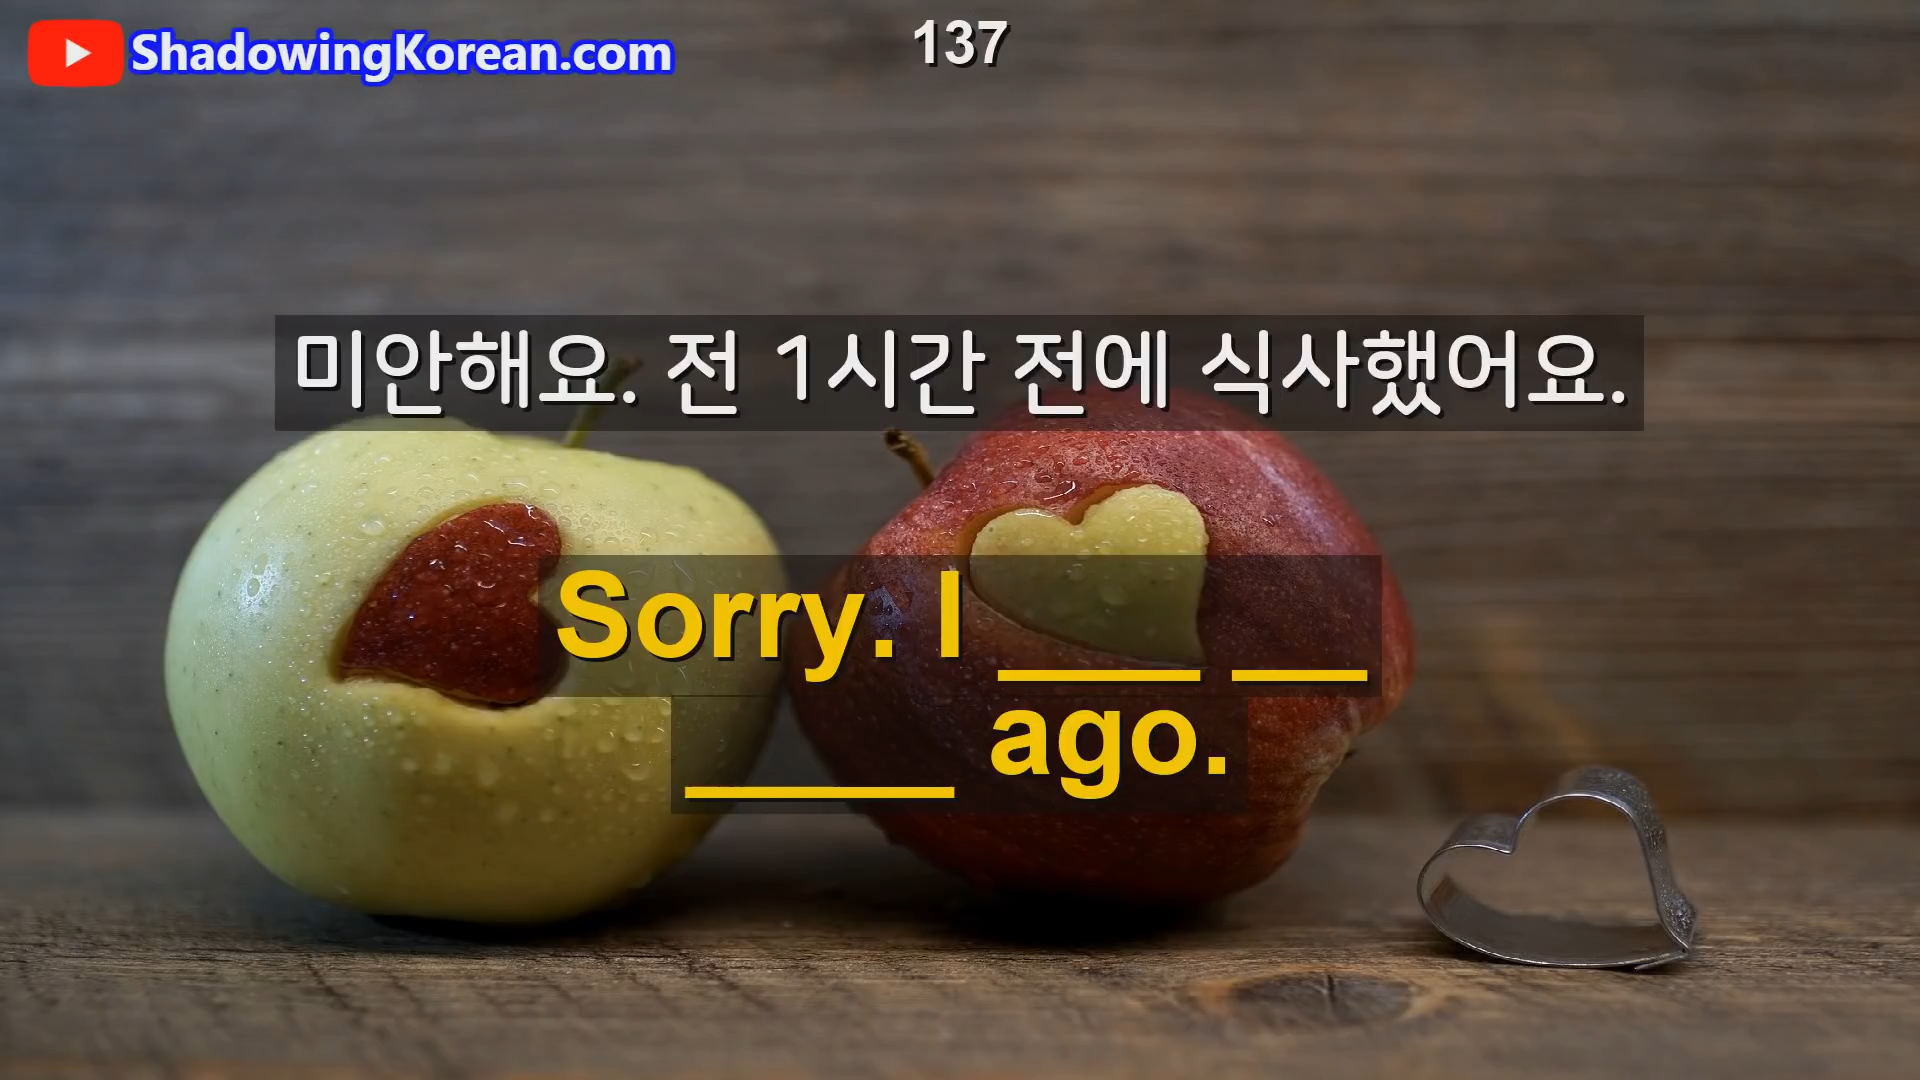 ShadowingKorean.com
137
미안해요. 전 1시간 전에 식사했어요.
Sorry. I ___ __
____ ago.